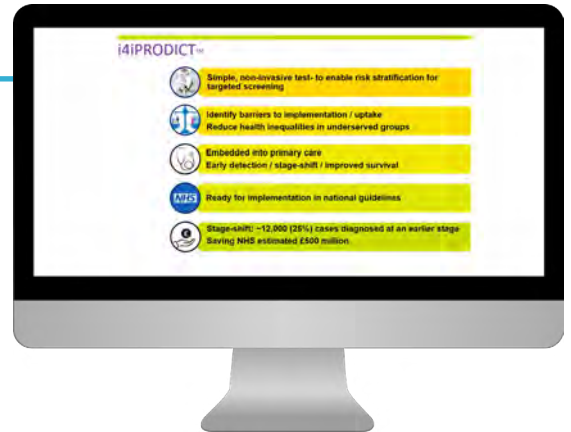 i4iPRODICT™
Simple, non-invasive test- to enable risk stratification for
targeted screening
Identify barriers to implementation / uptake
Reduce health inequalities in underserved groups
Embedded into primary care
Early detection / stage-shift / improved survival
NHS
Ready for implementation in national guidelines
Stage-shift: ~12,000 (25%) cases diagnosed at an earlier stage
Saving NHS estimated £500 million.